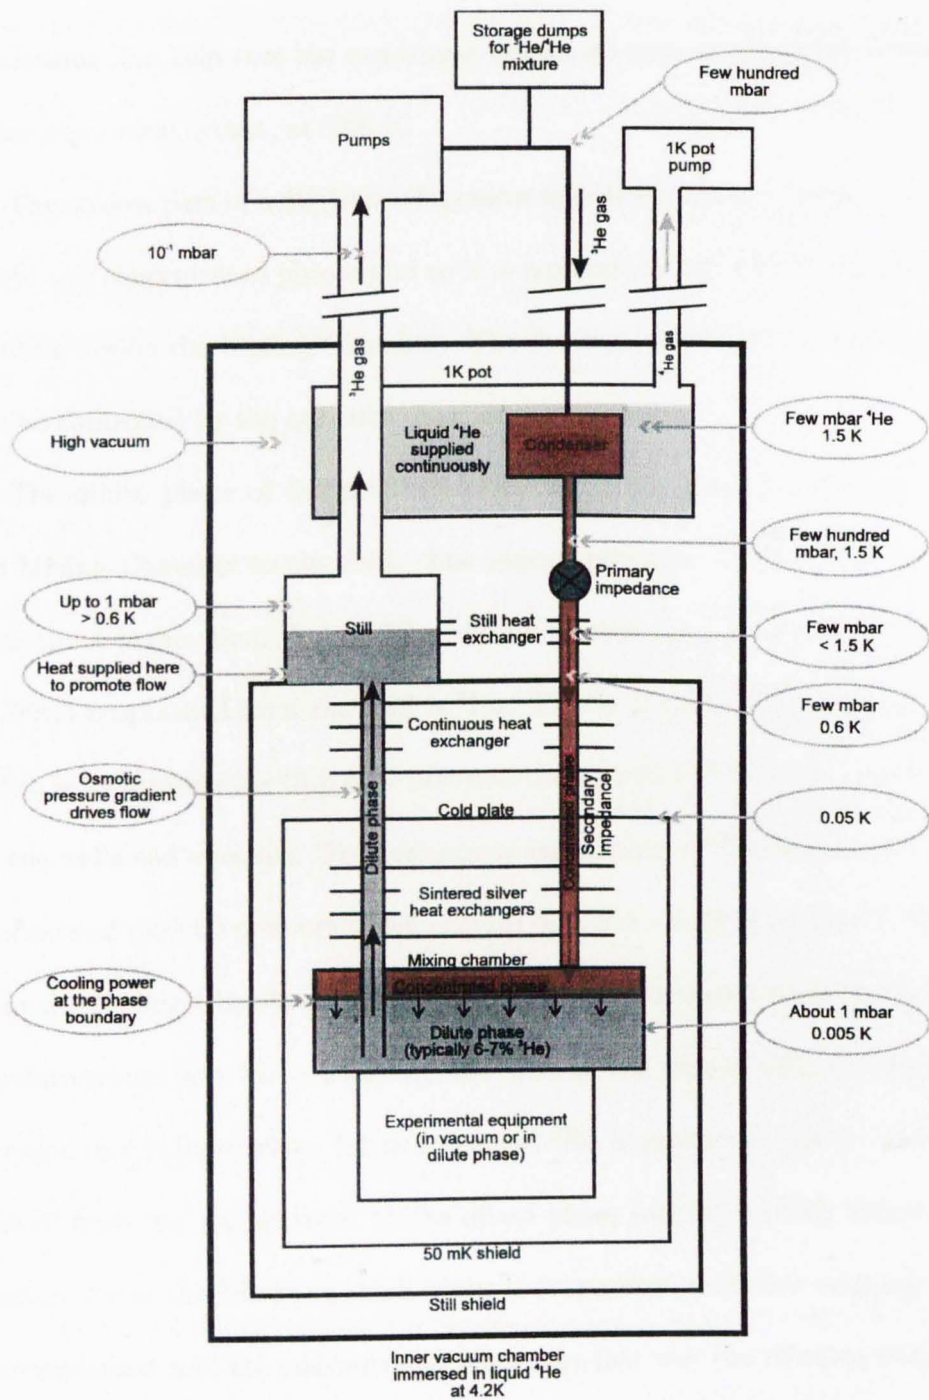 Storage dumps
for ³He/⁴He
mixture
Few hundred
mbar
Pumps
1K pot
pump
10⁻¹ mbar
³He gas
³He gas
⁴He gas
1K pot
High vacuum
Liquid ⁴He
supplied
continuously
Condenser
Few mbar ⁴He
1.5 K
Few hundred
mbar, 1.5 K
Primary
impedance
Up to 1 mbar
> 0.6 K
Still
Still heat
exchanger
Few mbar
< 1.5 K
Heat supplied here
to promote flow
Few mbar
0.6 K
Continuous heat
exchanger
Osmotic
pressure gradient
drives flow
Dilute phase
Concentrated phase
Secondary
impedance
Cold plate
0.05 K
Sintered silver
heat exchangers
Mixing chamber
Concentrated phase
Cooling power
at the phase
boundary
Dilute phase
(typically 6-7% ³He)
About 1 mbar
0.005 K
Experimental equipment
(in vacuum or in
dilute phase)
50 mK shield
Still shield
Inner vacuum chamber
immersed in liquid ⁴He
at 4.2K